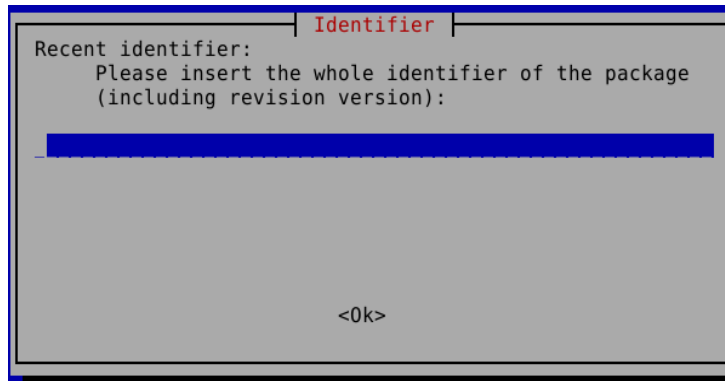 Identifier
Recent identifier:
Please insert the whole identifier of the package
(including revision version):
<Ok>